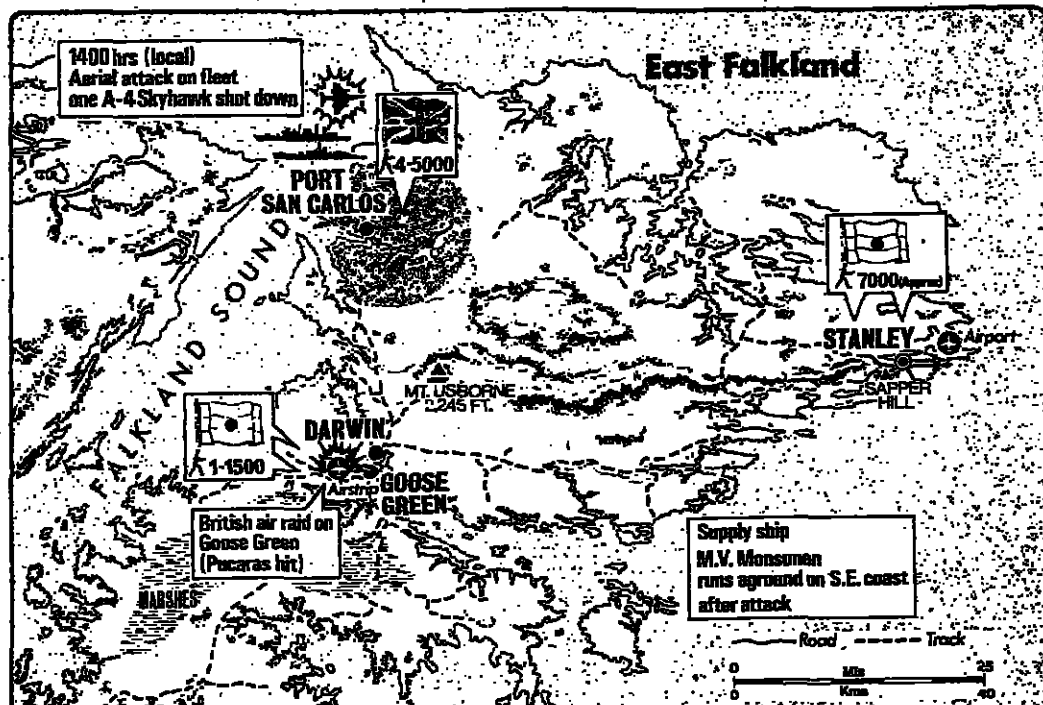 1400 hrs (local)
Aerial attack on fleet
one A-4 Skyhawk shot down
East Falkland
4-5000
PORT
SAN CARLOS
FALKLAND SOUND
7000 (Approx)
STANLEY
Airport
SAPPER
HILL
MT. USBORNE
2245 FT.
1-1500
DARWIN
Airstrip
GOOSE
GREEN
British air raid on
Goose Green
(Pucaras hit)
MARSHES
Supply ship
M.V. Monsunen
runs aground on S.E. coast
after attack
Road
Track
0
Mls
25
0
Kms
40